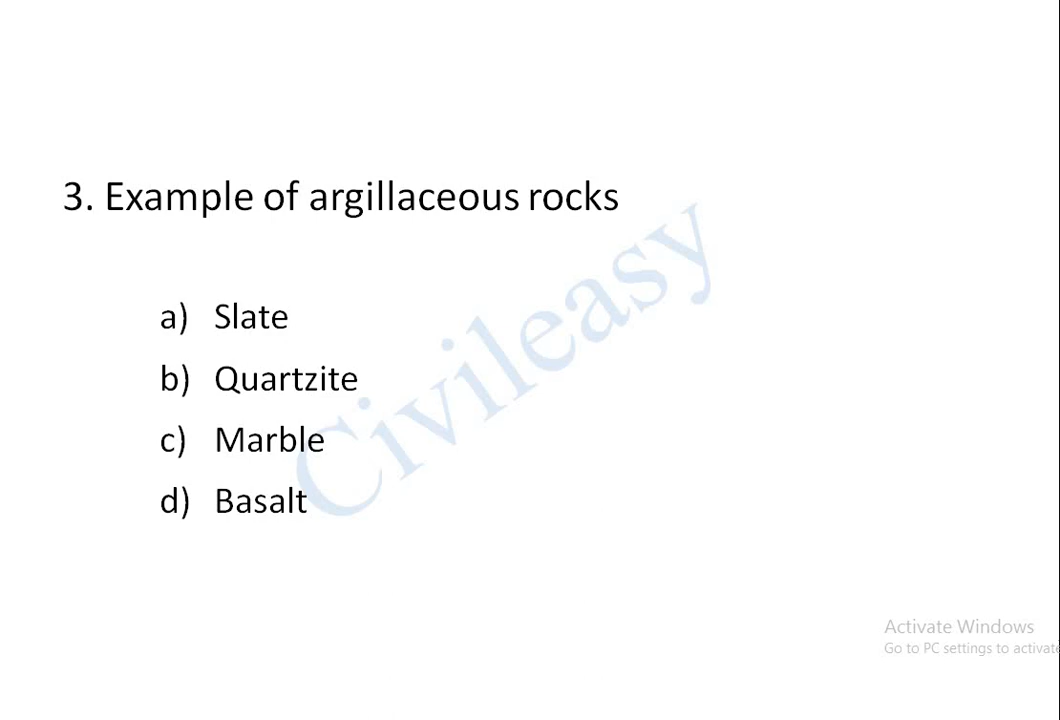 3. Example of argillaceous rocks
a) Slate
b) Quartzite
c) Marble
d) Basalt
Civileasy
Activate Windows
Go to PC settings to activate